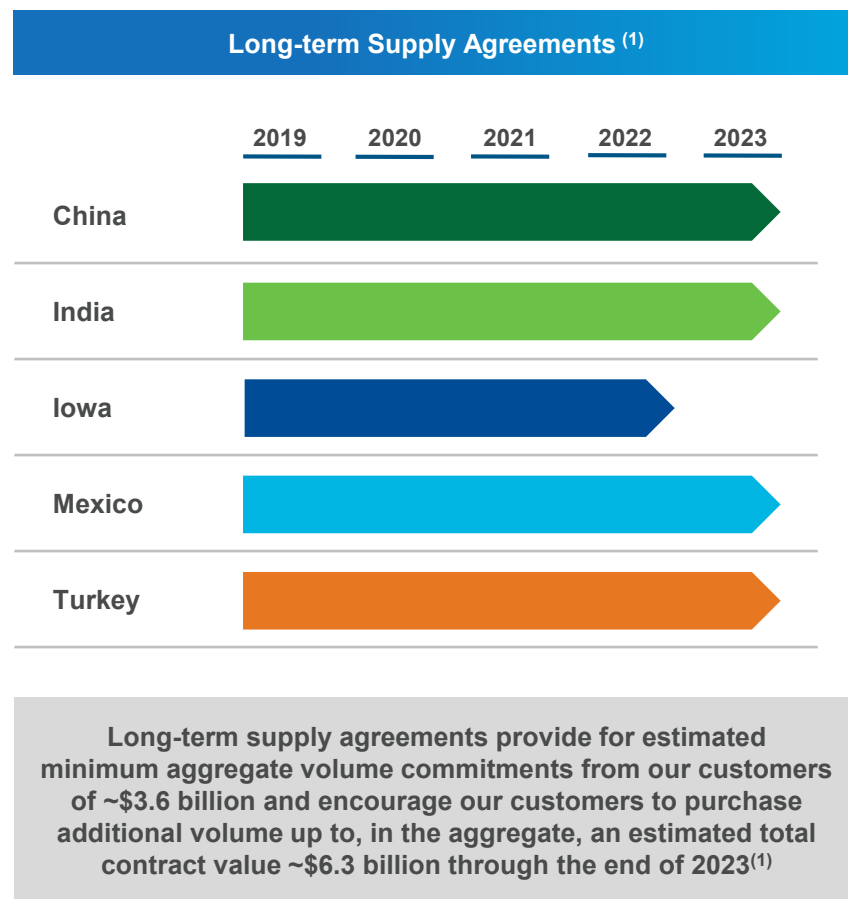 Long-term Supply Agreements (1)
2019 2020 2021 2022 2023
China
India
Iowa
Mexico
Turkey
Long-term supply agreements provide for estimated
minimum aggregate volume commitments from our customers
of ~$3.6 billion and encourage our customers to purchase
additional volume up to, in the aggregate, an estimated total
contract value ~$6.3 billion through the end of 2023(1)